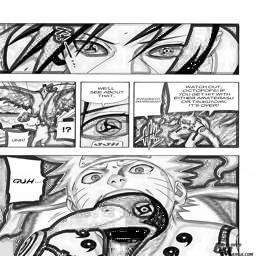 WE'LL
SEE ABOUT
THAT.
WATCH OUT,
OCTOPOPS! IF
YOU GET HIT WITH
EITHER AMATERASU
OR TSUKUYOMI,
IT'S OVER!
!?
GUH...